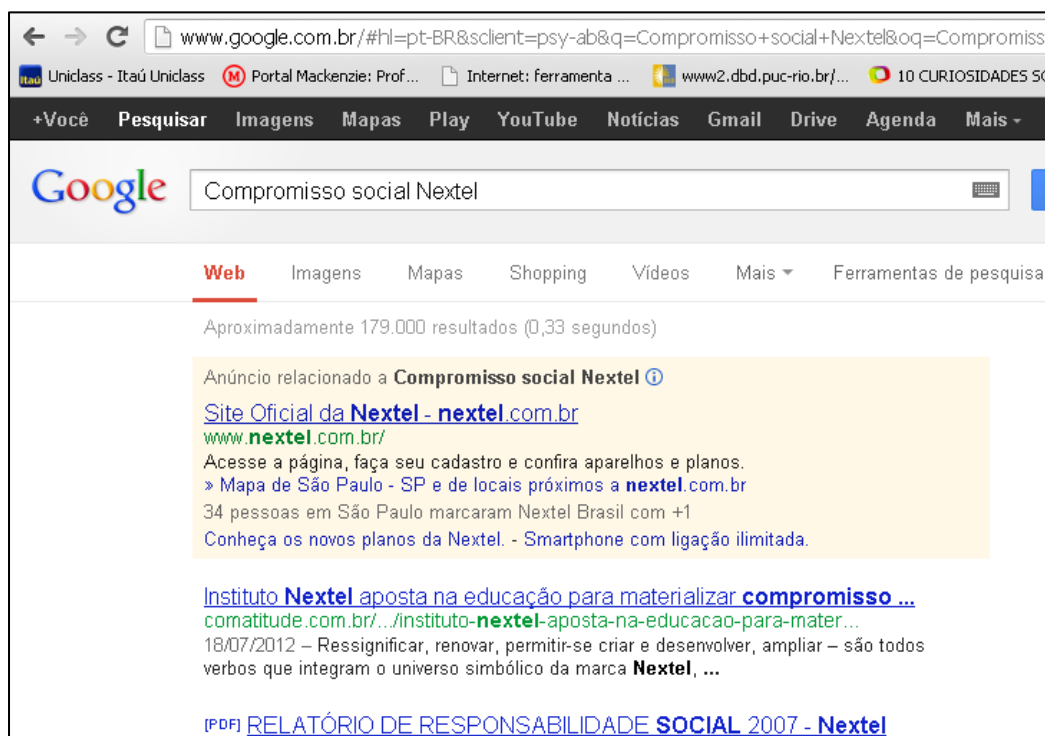 www.google.com.br/#hl=pt-BR&sclient=psy-ab&q=Compromisso+social+Nextel&oq=Compromiss
Itaú Uniclass - Itaú Uniclass M Portal Mackenzie: Prof... Internet: ferramenta ... www2.dbd.puc-rio.br/... 10 CURIOSIDADES SO
+Você Pesquisar Imagens Mapas Play YouTube Notícias Gmail Drive Agenda Mais
Google Compromisso social Nextel
Web Imagens Mapas Shopping Vídeos Mais Ferramentas de pesquisa
Aproximadamente 179.000 resultados (0,33 segundos)
Anúncio relacionado a Compromisso social Nextel
Site Oficial da Nextel - nextel.com.br
www.nextel.com.br/
Acesse a página, faça seu cadastro e confira aparelhos e planos.
» Mapa de São Paulo - SP e de locais próximos a nextel.com.br
34 pessoas em São Paulo marcaram Nextel Brasil com +1
Conheça os novos planos da Nextel. - Smartphone com ligação ilimitada.
Instituto Nextel aposta na educação para materializar compromisso ...
comatitude.com.br/.../instituto-nextel-aposta-na-educacao-para-mater...
18/07/2012 – Ressignificar, renovar, permitir-se criar e desenvolver, ampliar – são todos
verbos que integram o universo simbólico da marca Nextel, ...
[PDF] RELATÓRIO DE RESPONSABILIDADE SOCIAL 2007 - Nextel